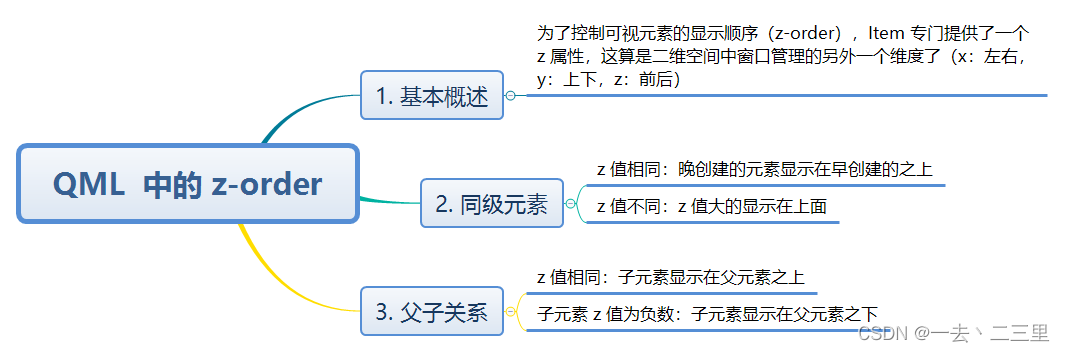 QML 中的 z-order
1. 基本概述
为了控制可视元素的显示顺序（z-order），Item 专门提供了一个
z 属性，这算是二维空间中窗口管理的另外一个维度了（x：左右，
y：上下，z：前后）
2. 同级元素
z 值相同：晚创建的元素显示在早创建的之上
z 值不同：z 值大的显示在上面
3. 父子关系
z 值相同：子元素显示在父元素之上
子元素 z 值为负数：子元素显示在父元素之下
CSDN @一去丶二三里